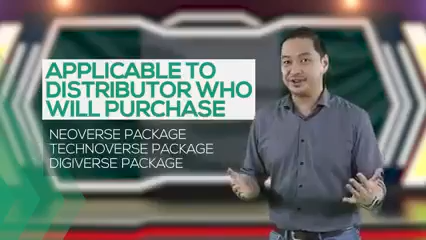 APPLICABLE TO
DISTRIBUTOR WHO
WILL PURCHASE
NEOVERSE PACKAGE
TECHNOVERSE PACKAGE
DIGIVERSE PACKAGE